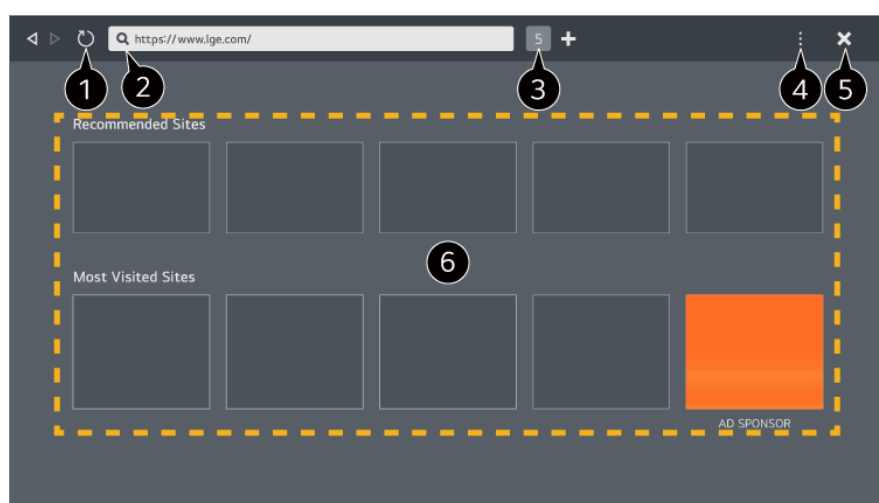 https://www.lge.com/ 5
1 2 3 4 5
Recommended Sites
6
Most Visited Sites
AD SPONSOR